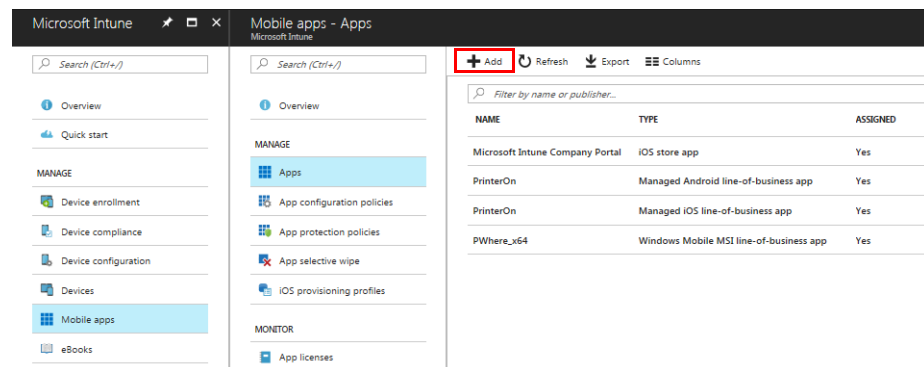 Microsoft Intune
Mobile apps - Apps
Microsoft Intune
Search (Ctrl+/)
Overview
Quick start
MANAGE
Device enrollment
Device compliance
Device configuration
Devices
Mobile apps
eBooks
Search (Ctrl+/)
Overview
MANAGE
Apps
App configuration policies
App protection policies
App selective wipe
iOS provisioning profiles
MONITOR
App licenses
Add Refresh Export Columns
Filter by name or publisher...
NAME TYPE ASSIGNED
Microsoft Intune Company Portal iOS store app Yes
PrinterOn Managed Android line-of-business app Yes
PrinterOn Managed iOS line-of-business app Yes
PWhere_x64 Windows Mobile MSI line-of-business app Yes